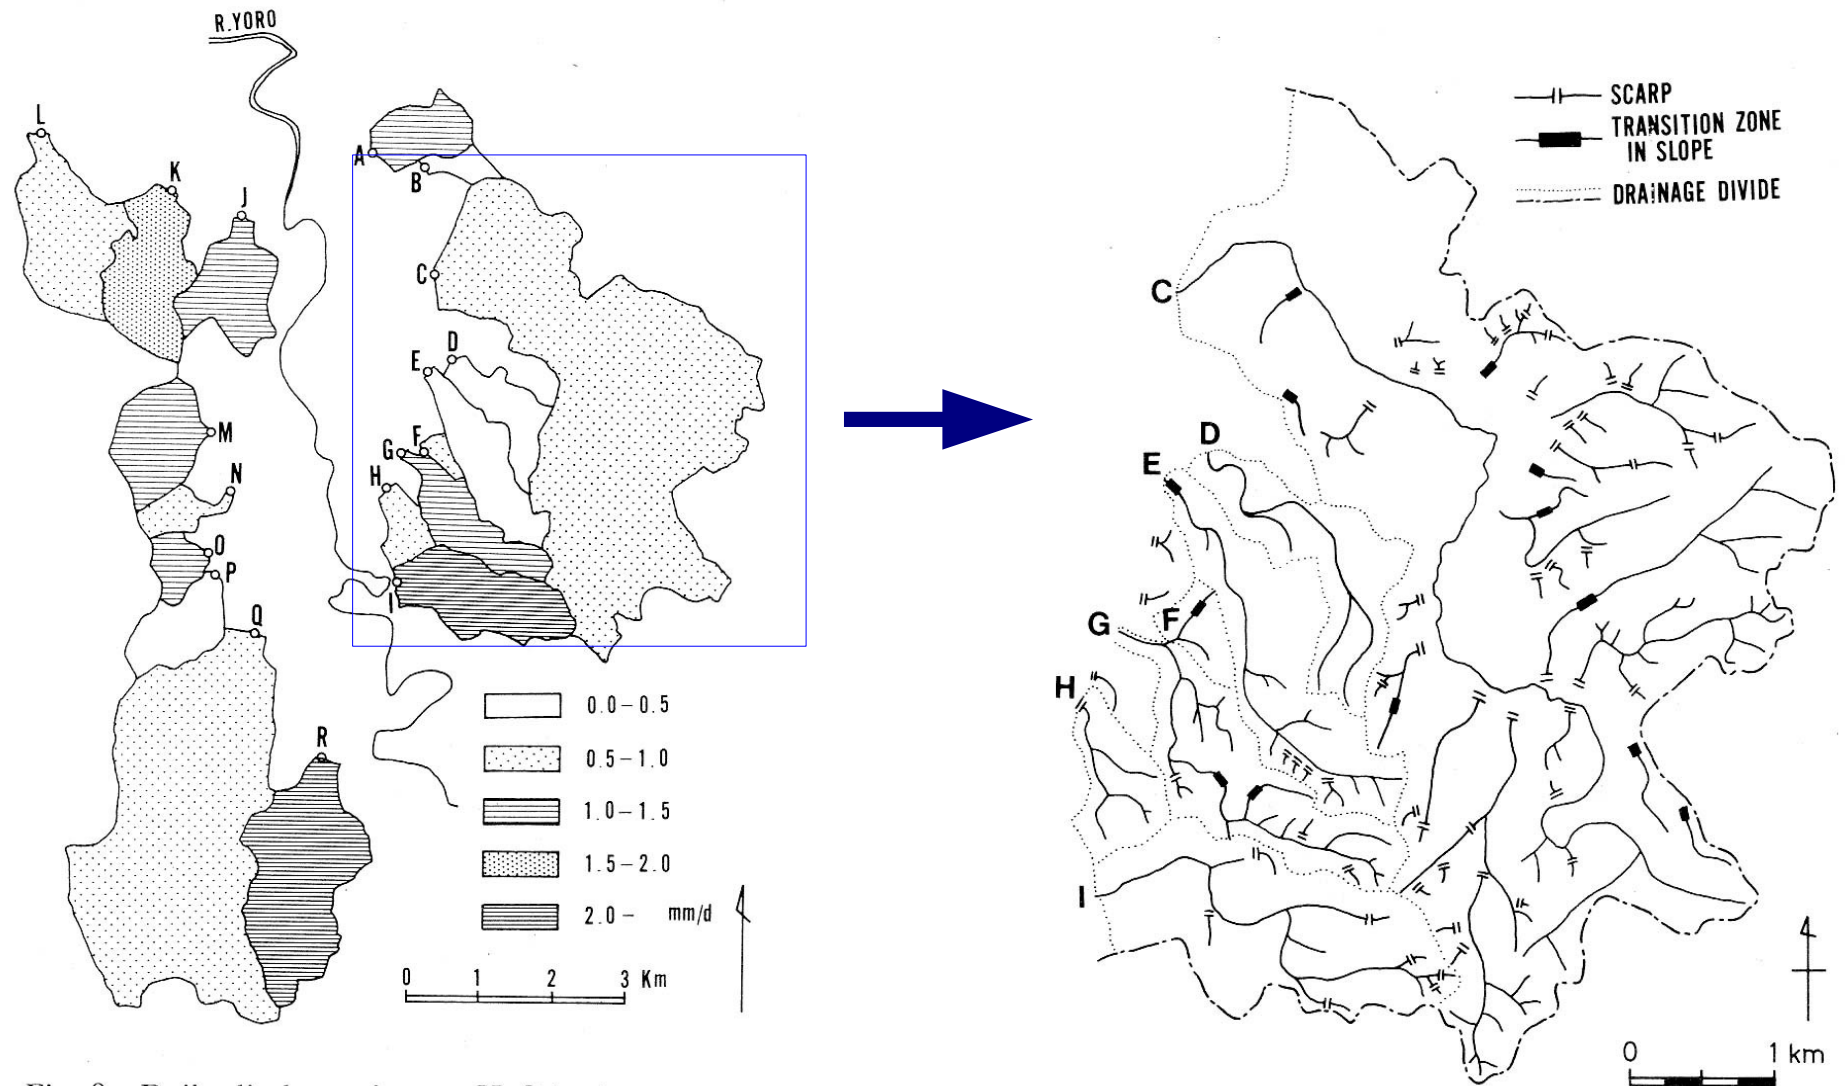 R.YORO
L
K
J
A
B
C
D
E
F
G
H
I
M
N
O
P
Q
R
0.0-0.5
0.5-1.0
1.0-1.5
1.5-2.0
2.0- mm/d
0 1 2 3 Km
SCARP
TRANSITION ZONE
IN SLOPE
DRAINAGE DIVIDE
C
D
E
F
G
H
I
0 1 km